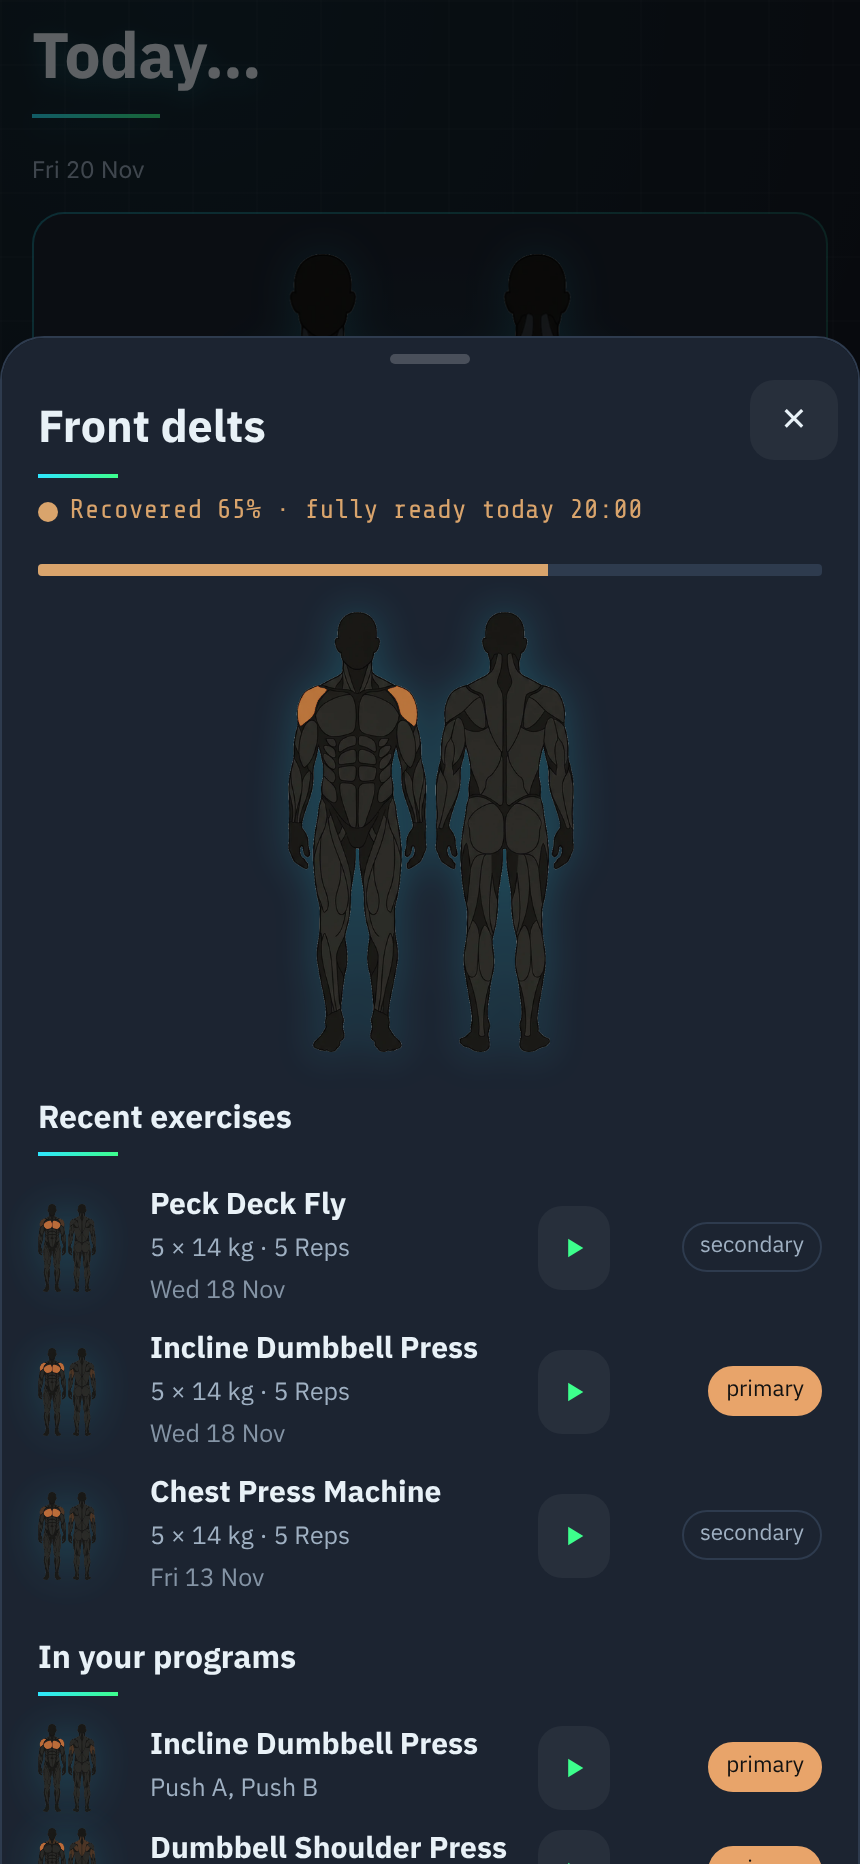 Today...
Fri 20 Nov
Front delts
Recovered 65% · fully ready today 20:00
Recent exercises
Peck Deck Fly
5 × 14 kg · 5 Reps
Wed 18 Nov
secondary
Incline Dumbbell Press
5 × 14 kg · 5 Reps
Wed 18 Nov
primary
Chest Press Machine
5 × 14 kg · 5 Reps
Fri 13 Nov
secondary
In your programs
Incline Dumbbell Press
Push A, Push B
primary
Dumbbell Shoulder Press